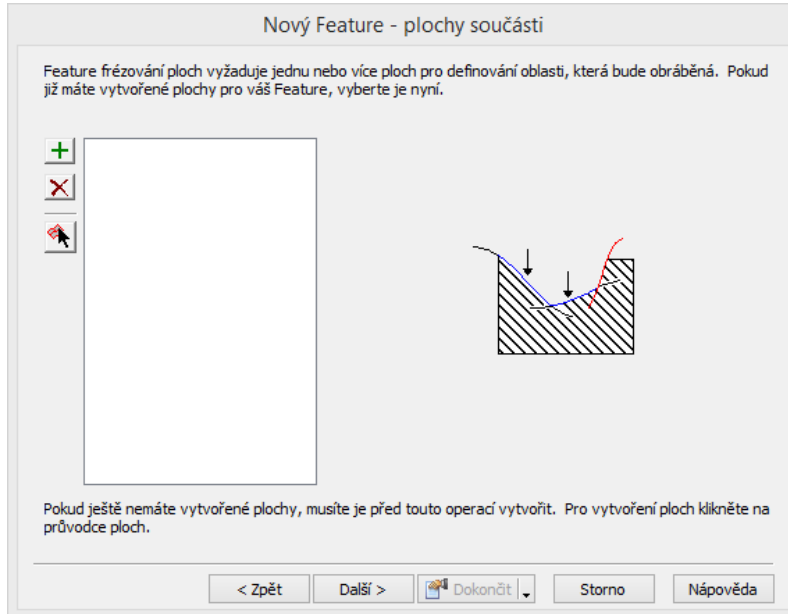 Nový Feature - plochy součásti
Feature frézování ploch vyžaduje jednu nebo více ploch pro definování oblasti, která bude obráběná. Pokud
již máte vytvořené plochy pro váš Feature, vyberte je nyní.
Pokud ještě nemáte vytvořené plochy, musíte je před touto operací vytvořit. Pro vytvoření ploch klikněte na
průvodce ploch.
< Zpět Další > Dokončit Storno Nápověda